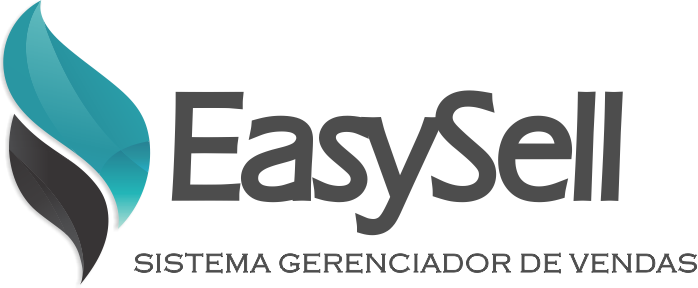 EasySell
SISTEMA GERENCIADOR DE VENDAS